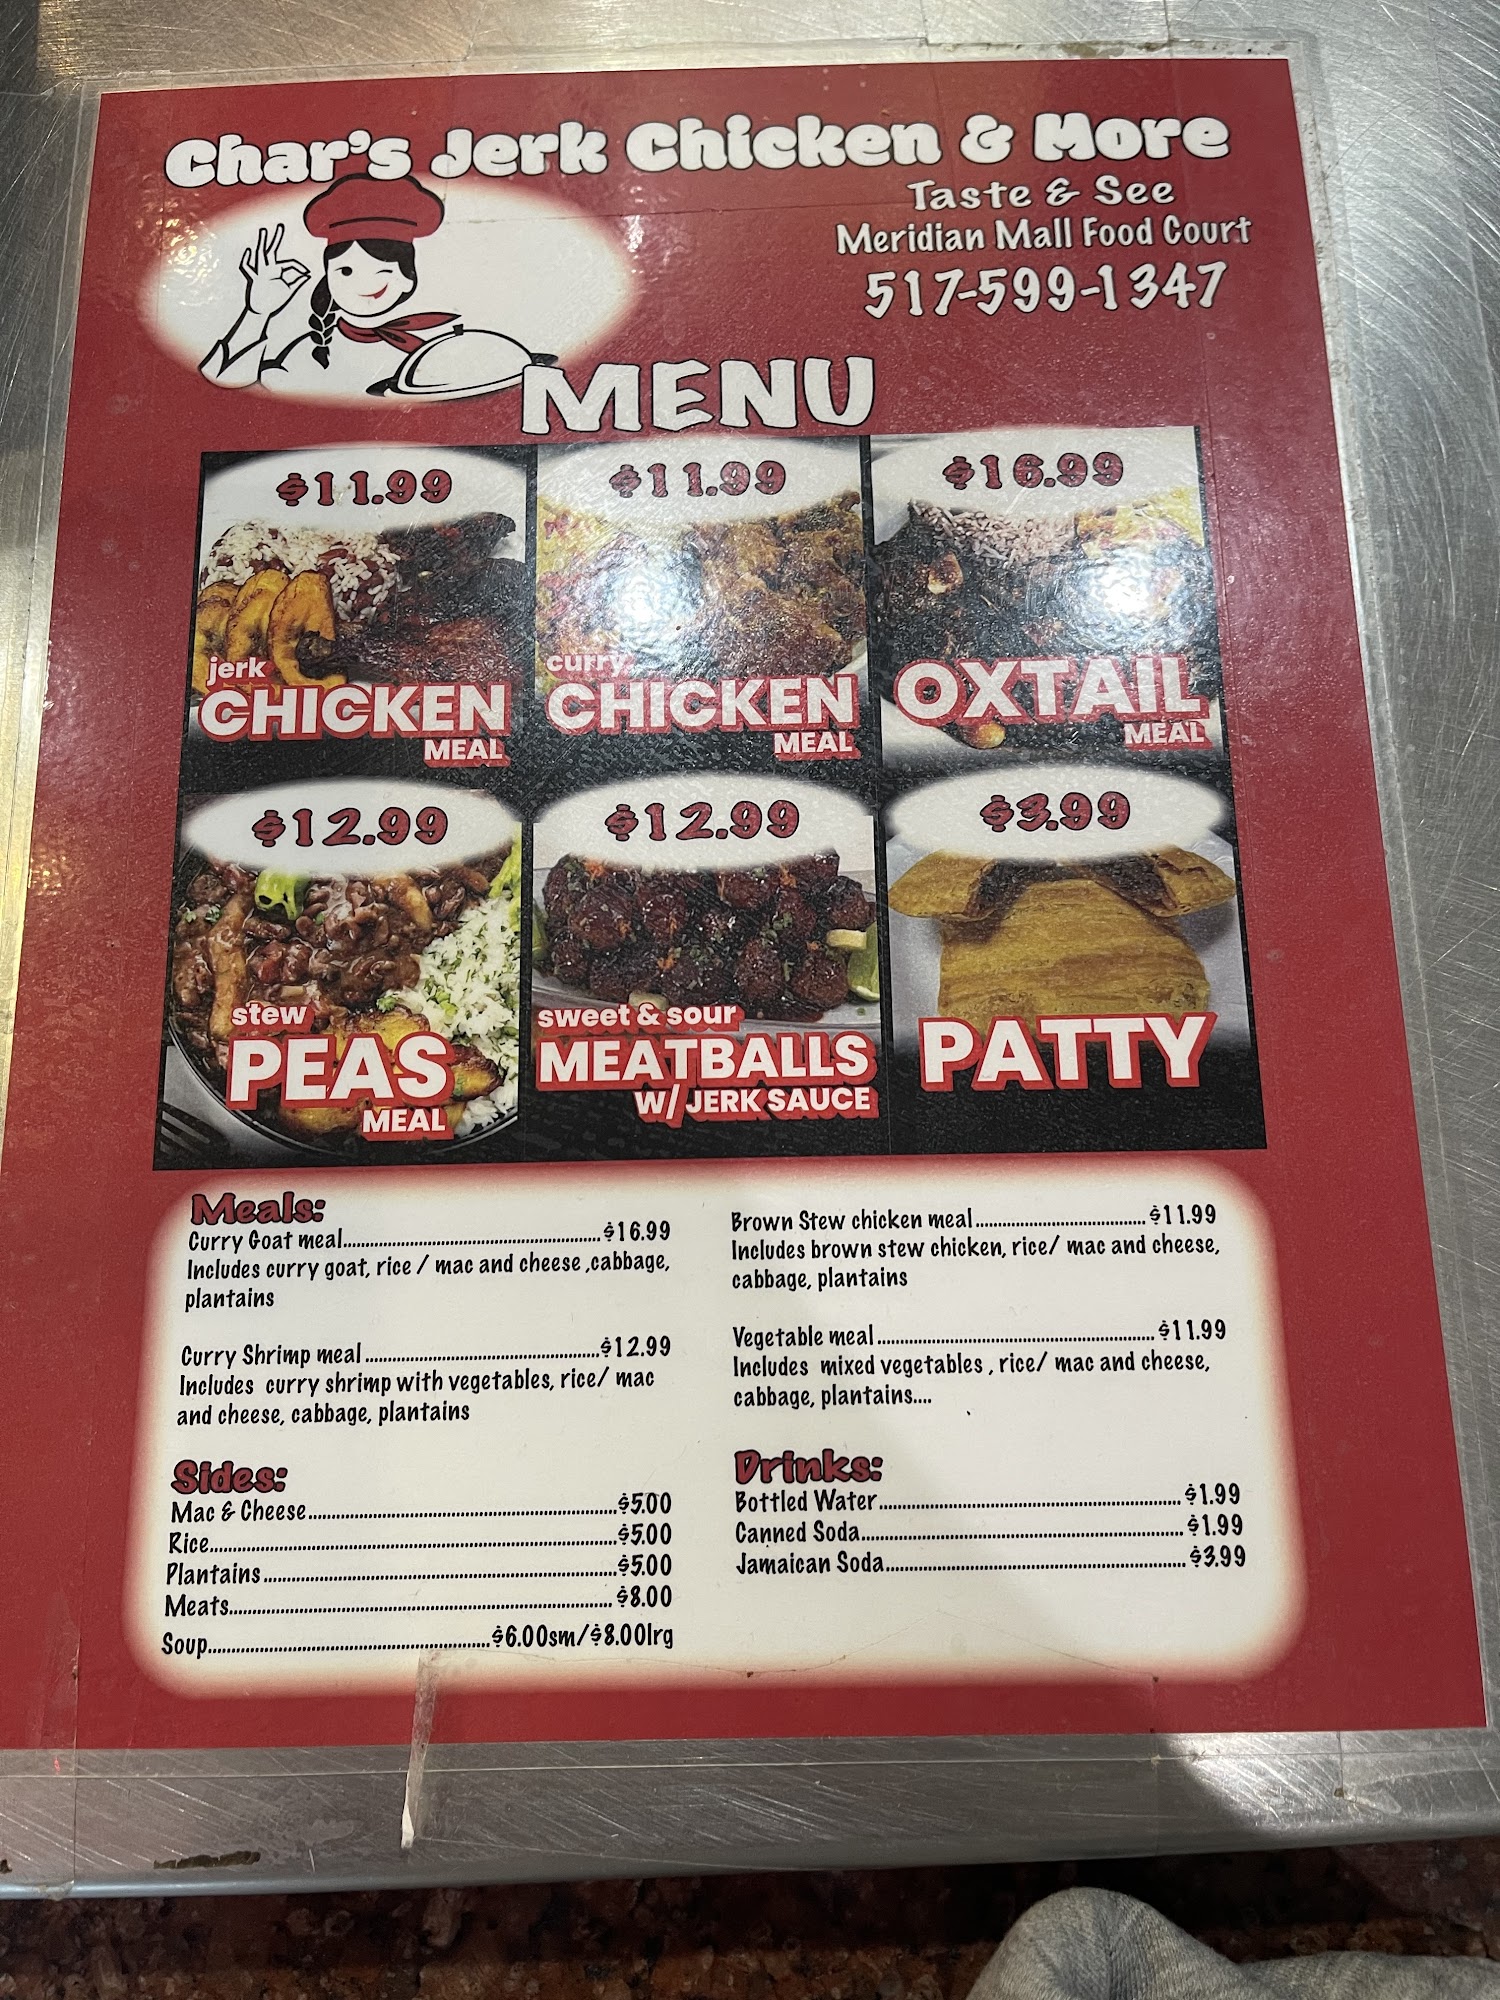 Char's Jerk Chicken & More
Taste & See
Meridian Mall Food Court
517-599-1347
MENU
$11.99
jerk
CHICKEN
MEAL
$11.99
curry
CHICKEN
MEAL
$16.99
OXTAIL
MEAL
$12.99
stew
PEAS
MEAL
$12.99
sweet & sour
MEATBALLS
W/ JERK SAUCE
$3.99
PATTY
Meals:
Curry Goat meal..........$16.99
Includes curry goat, rice / mac and cheese ,cabbage,
plantains
Curry Shrimp meal..........$12.99
Includes curry shrimp with vegetables, rice/ mac
and cheese, cabbage, plantains
Brown Stew chicken meal..........$11.99
Includes brown stew chicken, rice/ mac and cheese,
cabbage, plantains
Vegetable meal..........$11.99
Includes mixed vegetables , rice/ mac and cheese,
cabbage, plantains....
Sides:
Mac & Cheese..........$5.00
Rice..........$5.00
Plantains..........$5.00
Meats..........$8.00
Soup..........$6.00sm/$8.00lrg
Drinks:
Bottled Water..........$1.99
Canned Soda..........$1.99
Jamaican Soda..........$3.99